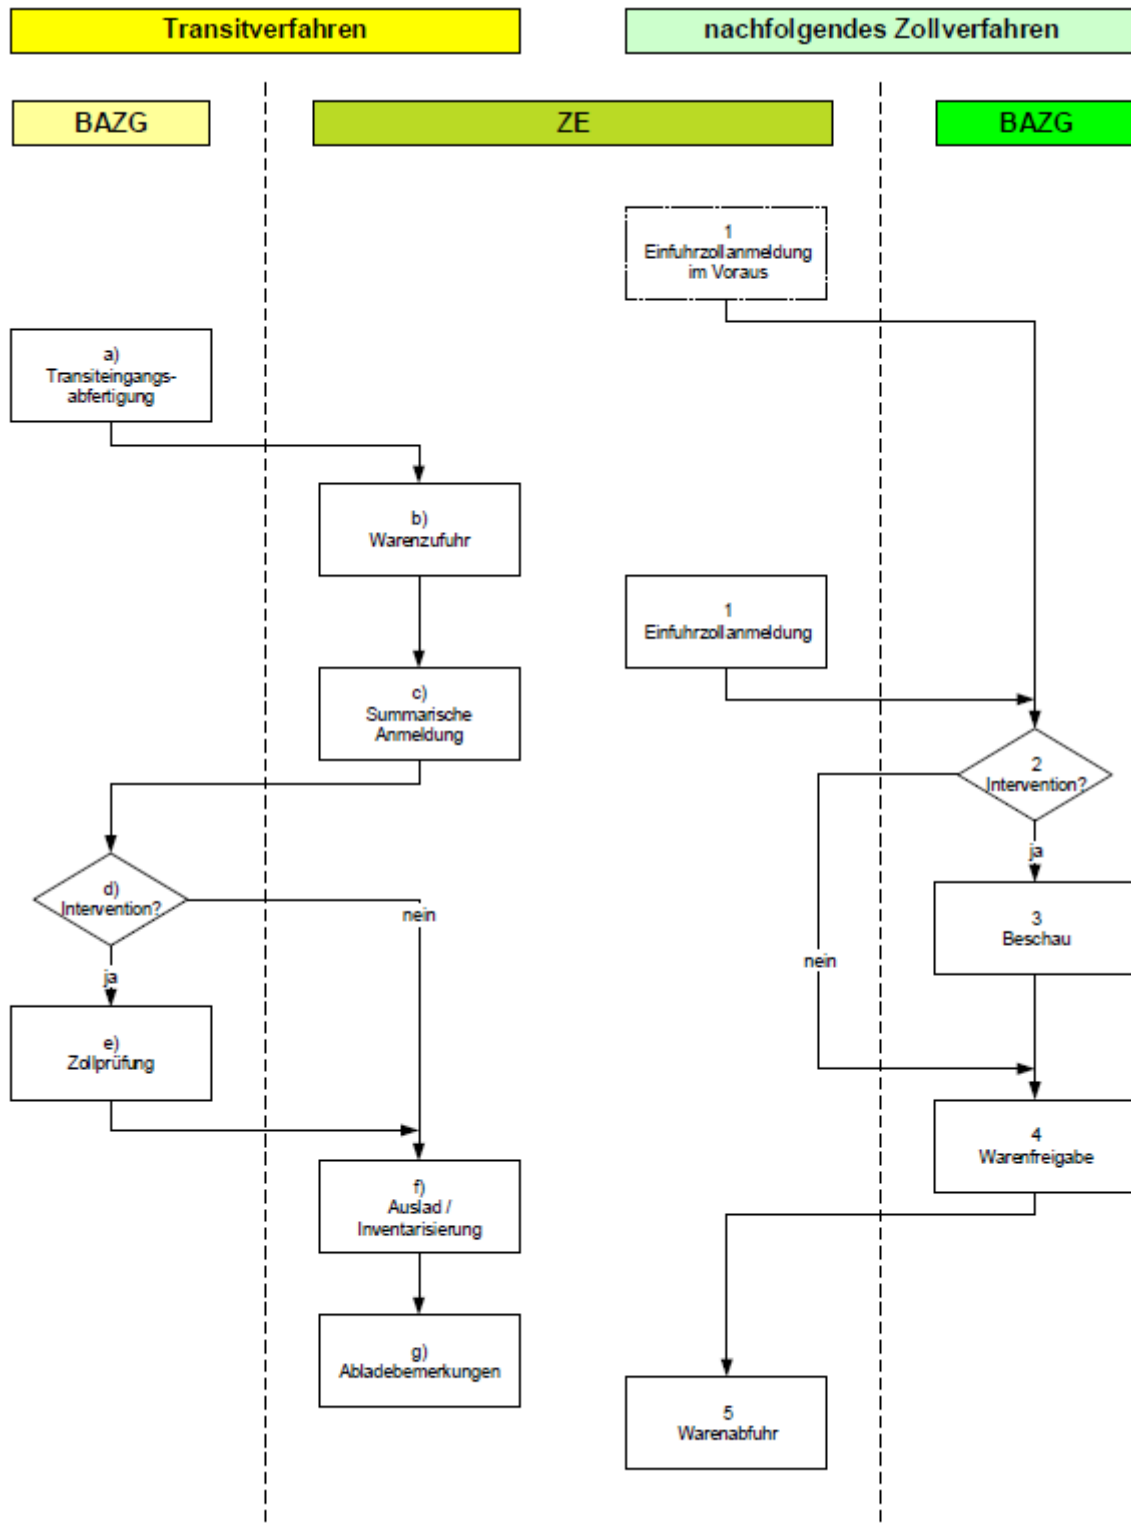 Transitverfahren
nachfolgendes Zollverfahren
BAZG
ZE
BAZG
1
Einfuhrzollanmeldung
im Voraus
a)
Transiteingangs-
abfertigung
b)
Warenzufuhr
1
Einfuhrzollanmeldung
c)
Summarische
Anmeldung
2
Intervention?
ja
d)
Intervention?
nein
ja
3
Beschau
nein
e)
Zollprüfung
4
Warenfreigabe
f)
Auslad /
Inventarisierung
g)
Abladebemerkungen
5
Warenabfuhr